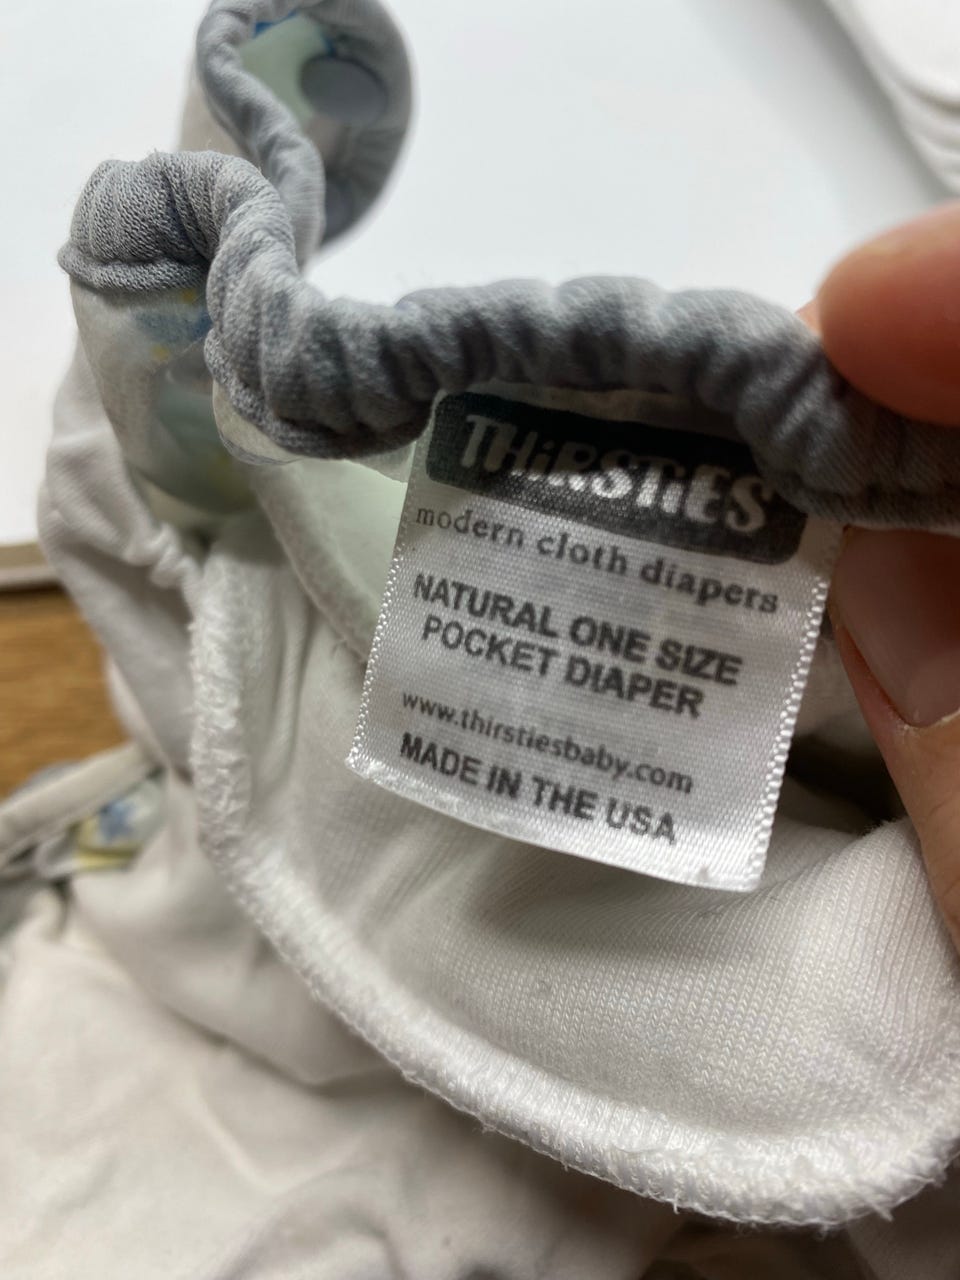 THiRSTiES
modern cloth diapers
NATURAL ONE SIZE
POCKET DIAPER
www.thirstiesbaby.com
MADE IN THE USA